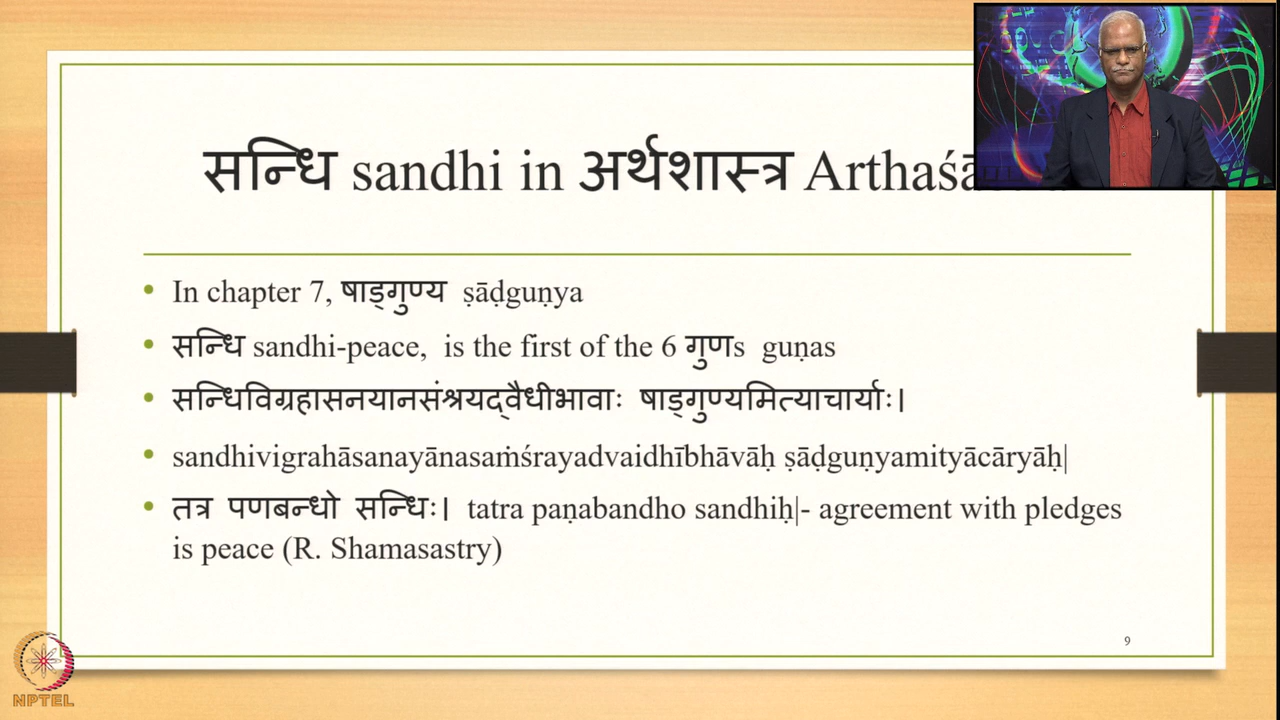 सन्धि sandhi in अर्थशास्त्र Arthaś
In chapter 7, षाड्गुण्य ṣāḍguṇya
सन्धि sandhi-peace, is the first of the 6 गुणs guṇas
सन्धिविग्रहासनयानसंश्रयद्वैधीभावाः षाड्गुण्यमित्याचार्याः।
sandhivigrahāsanayānasaṁśrayadvaidhībhāvāḥ ṣāḍguṇyamityācāryāḥ|
तत्र पणबन्धो सन्धिः। tatra paṇabandho sandhiḥ|- agreement with pledges
is peace (R. Shamasastry)
9
NPTEL